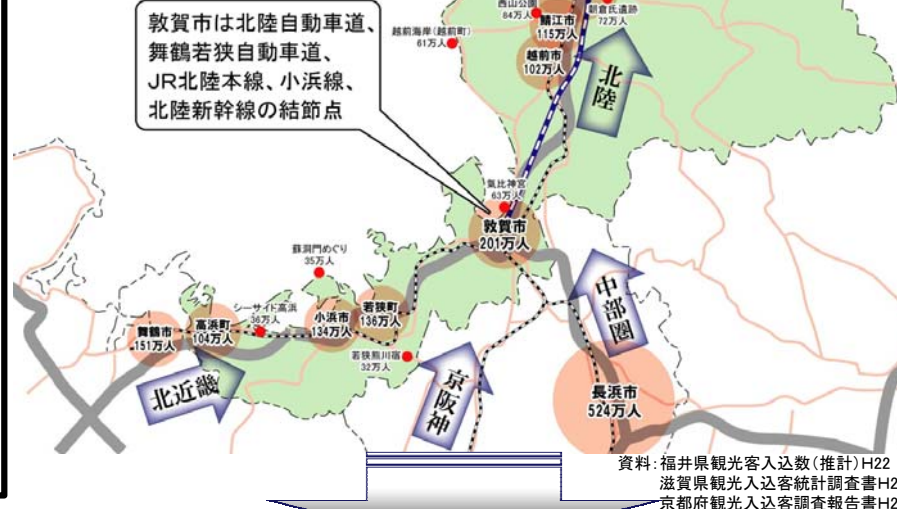 敦賀市は北陸自動車道、
舞鶴若狭自動車道、
JR北陸本線、小浜線、
北陸新幹線の結節点
西山公園
84万人
朝倉氏遺跡
72万人
鯖江市
115万人
越前海岸(越前町)
61万人
越前市
102万人
北陸
氣比神宮
63万人
敦賀市
201万人
蘇洞門めぐり
35万人
中部圏
シーサイド高浜
36万人
若狭町
136万人
小浜市
134万人
高浜町
104万人
舞鶴市
151万人
若狭熊川宿
32万人
北近畿
京阪神
長浜市
524万人
資料:福井県観光客入込数(推計)H22
滋賀県観光入込客統計調査書H2
京都府観光入込客調査報告書H2